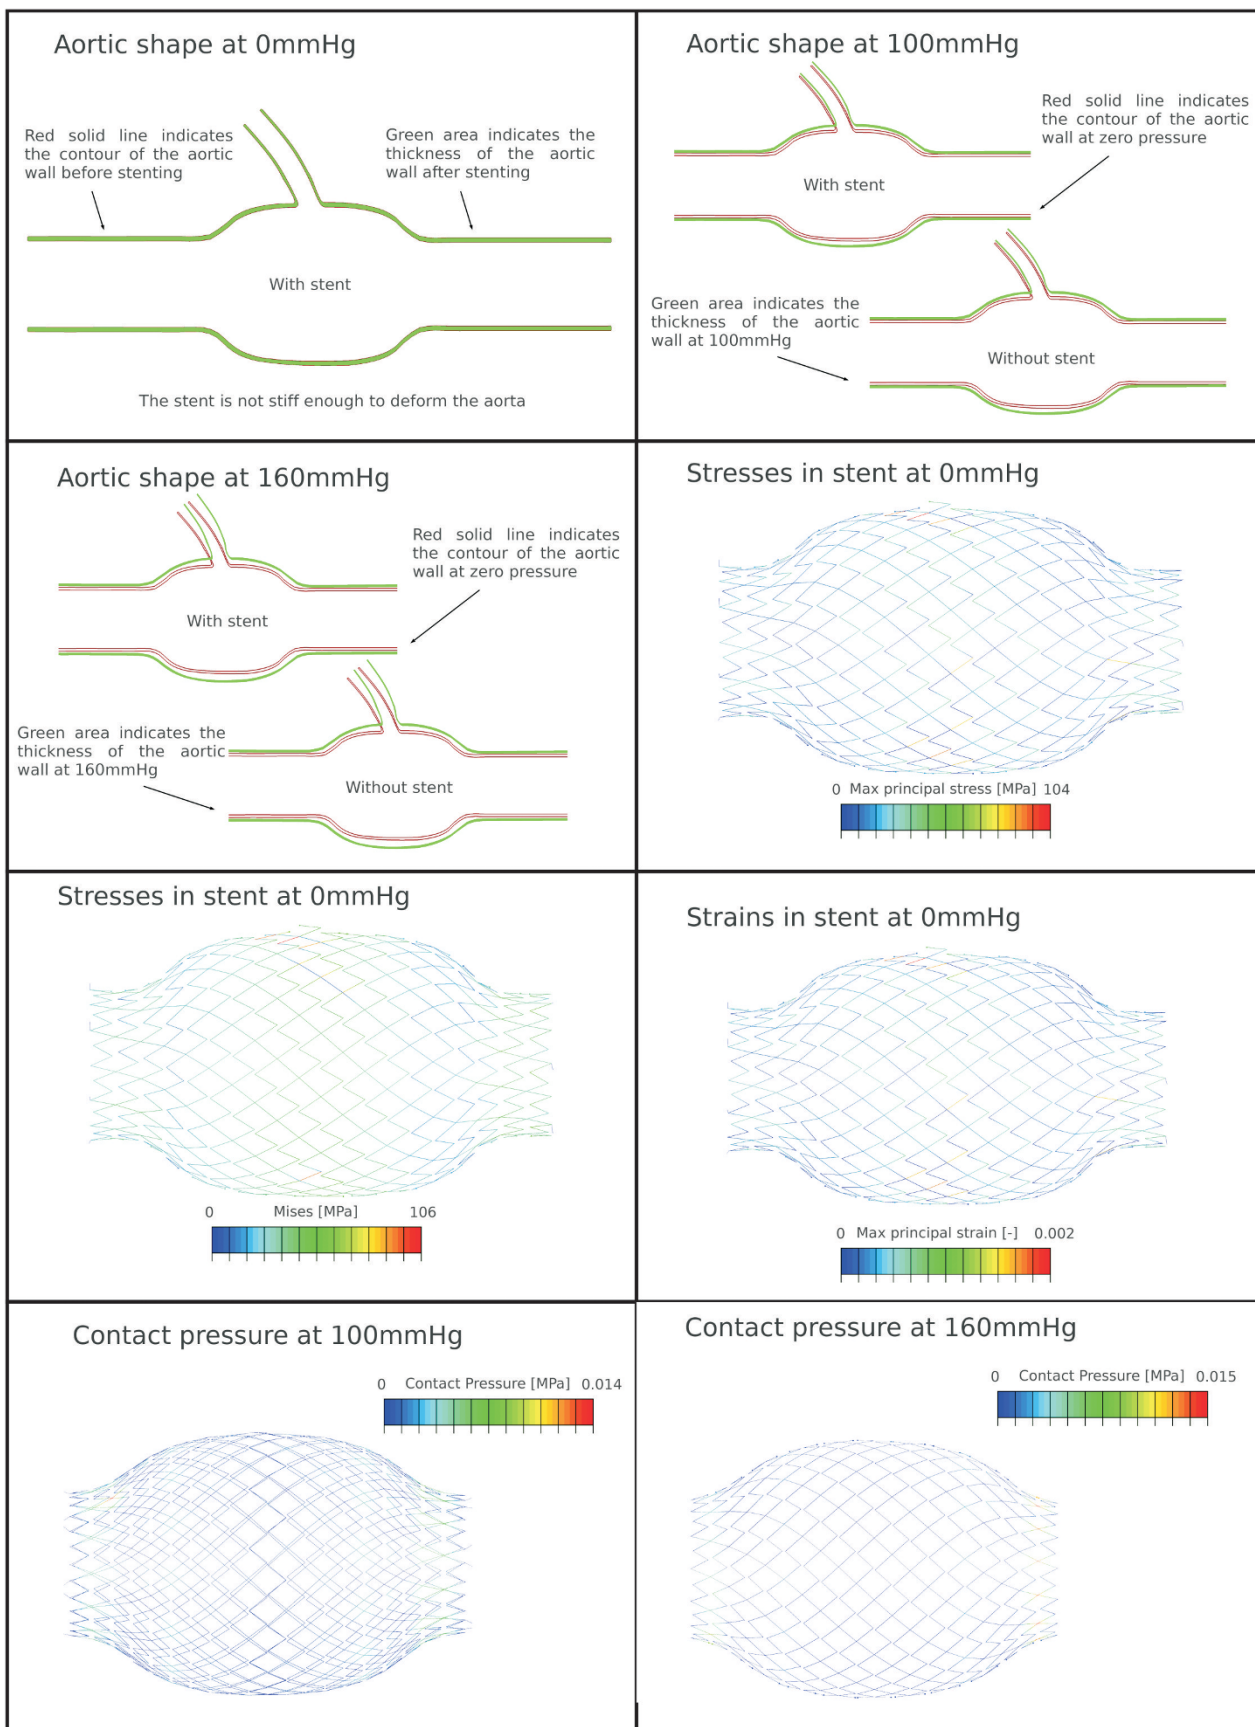 Aortic shape at 0mmHg
Red solid line indicates
the contour of the aortic
wall before stenting
Green area indicates the
thickness of the aortic
wall after stenting
With stent
The stent is not stiff enough to deform the aorta
Aortic shape at 100mmHg
Red solid line indicates
the contour of the aortic
wall at zero pressure
With stent
Green area indicates the
thickness of the aortic
wall at 100mmHg
Without stent
Aortic shape at 160mmHg
Red solid line indicates
the contour of the aortic
wall at zero pressure
With stent
Green area indicates the
thickness of the aortic
wall at 160mmHg
Without stent
Stresses in stent at 0mmHg
0 Max principal stress [MPa] 104
Stresses in stent at 0mmHg
0 Mises [MPa] 106
Strains in stent at 0mmHg
0 Max principal strain [-] 0.002
Contact pressure at 100mmHg
0 Contact Pressure [MPa] 0.014
Contact pressure at 160mmHg
0 Contact Pressure [MPa] 0.015